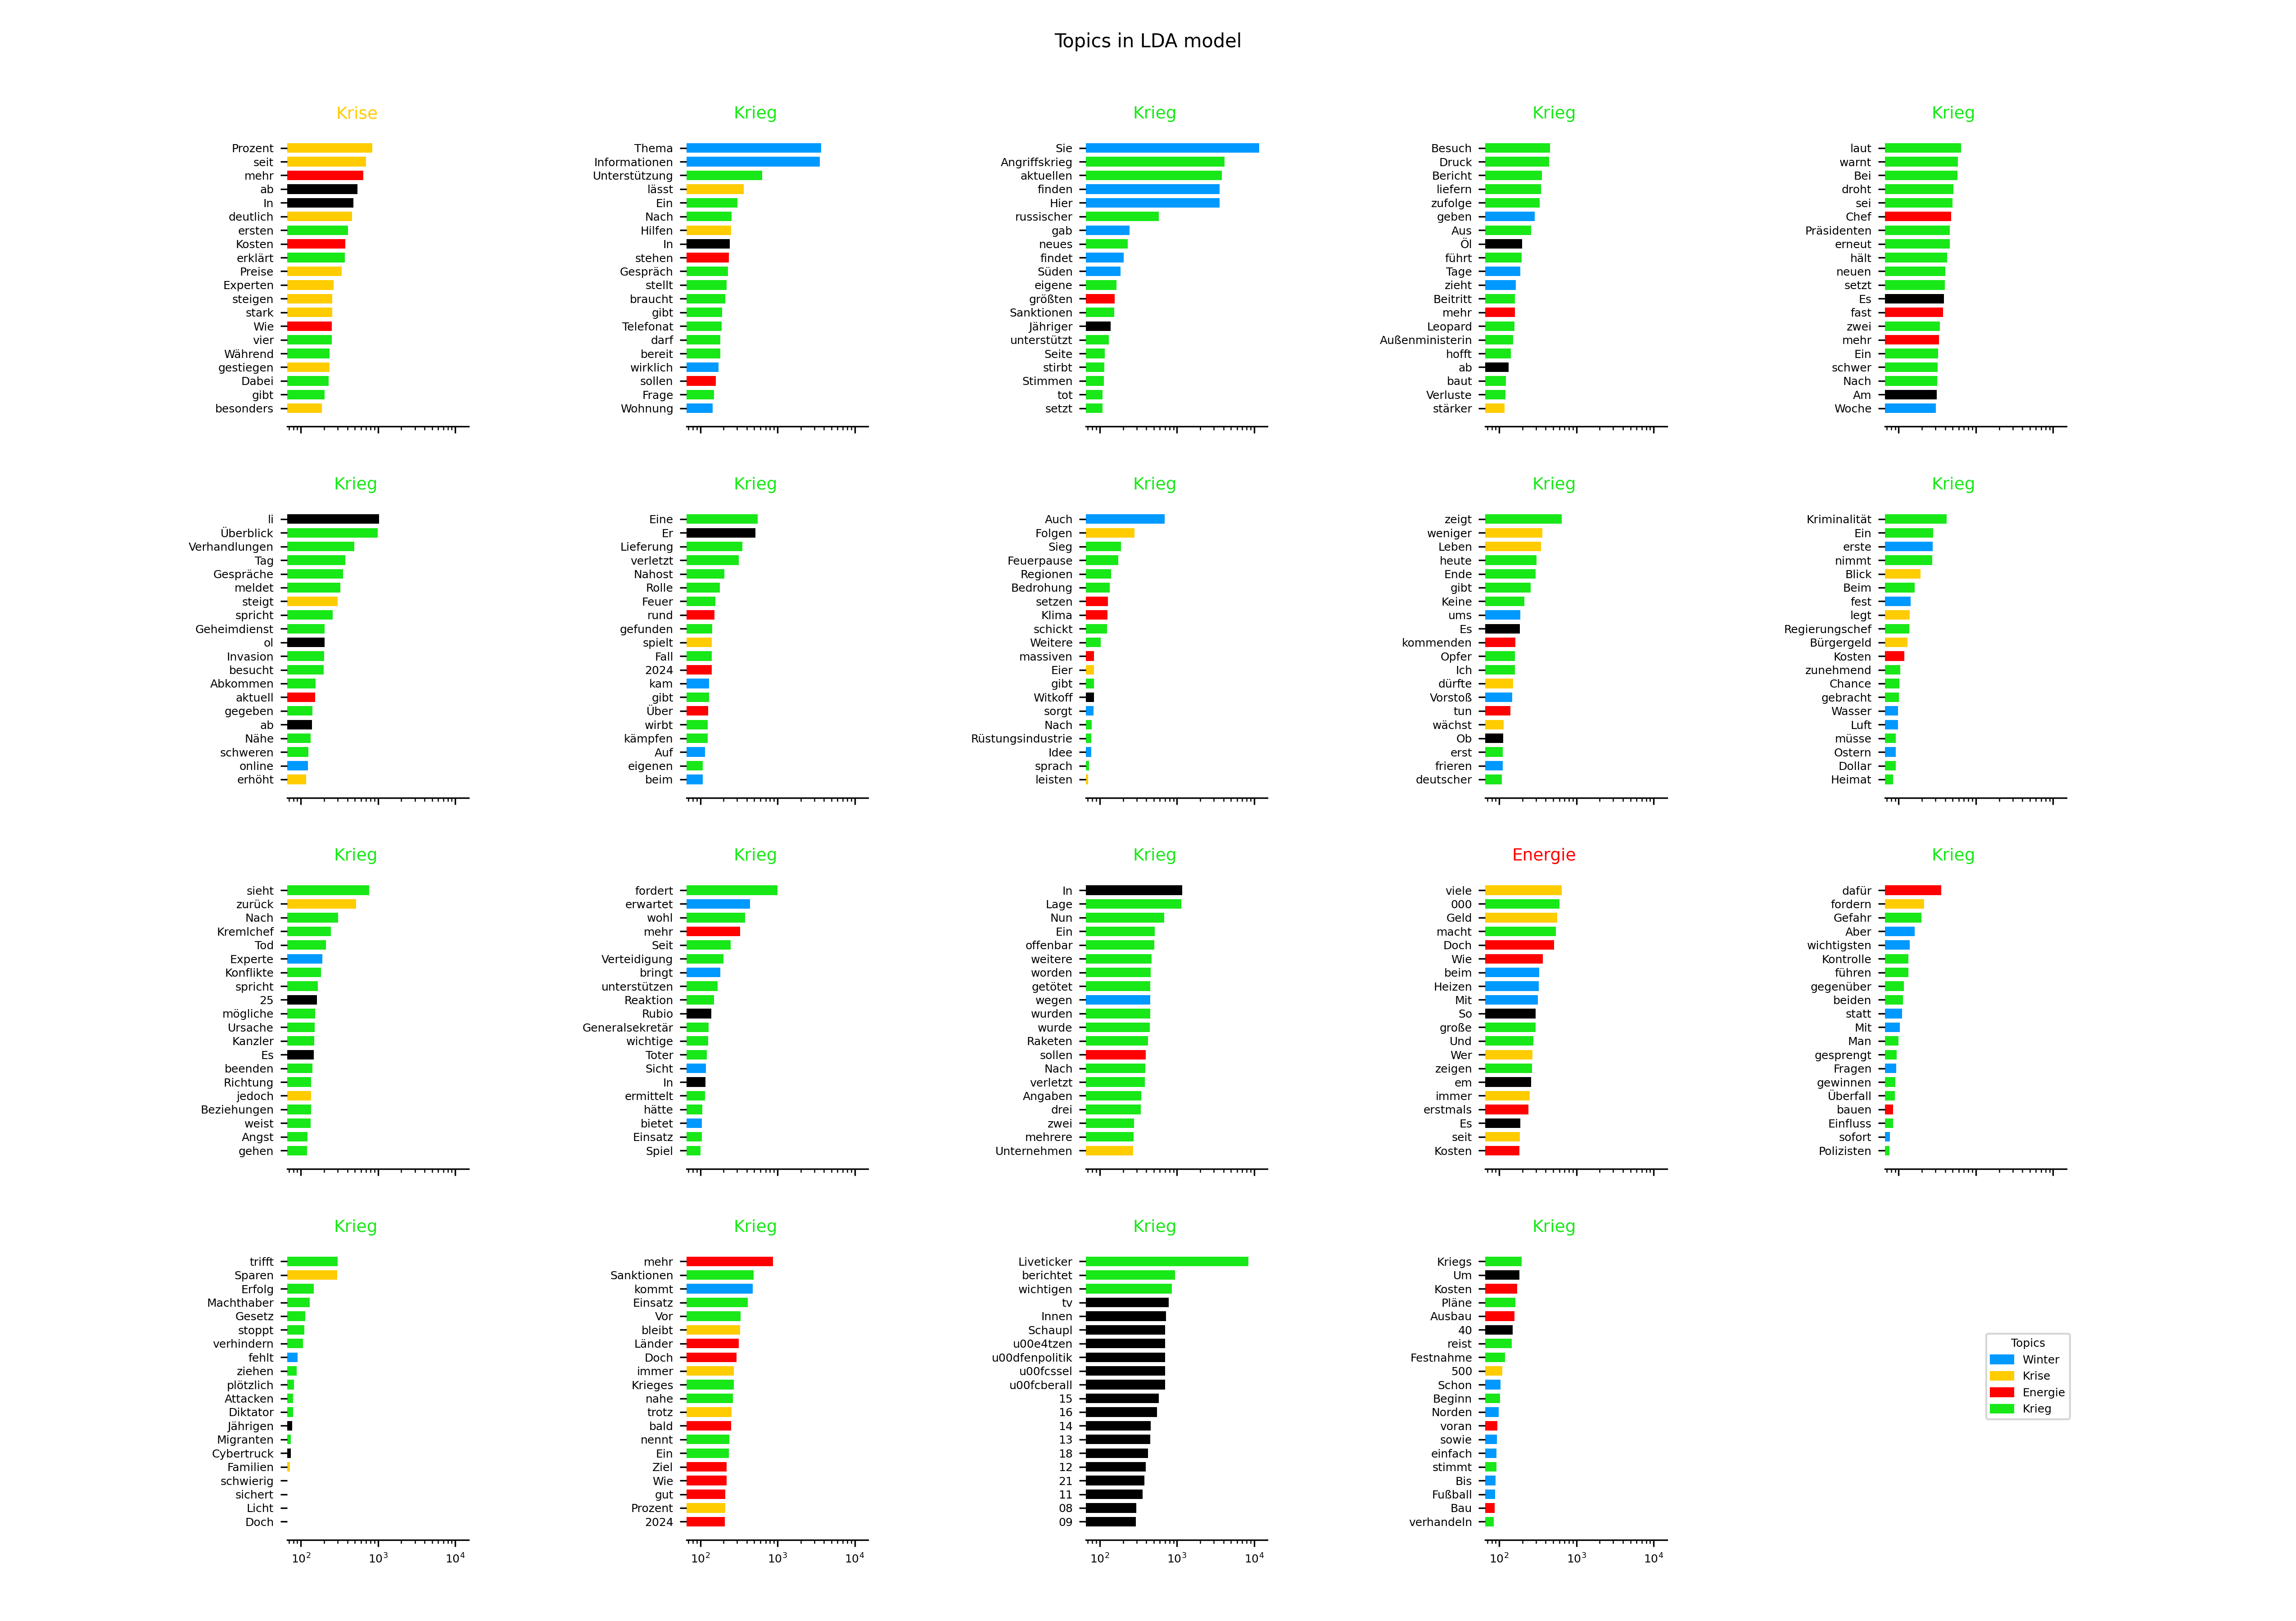 Topics in LDA model
Krise
Prozent
seit
mehr
ab
In
deutlich
ersten
Kosten
erklärt
Preise
Experten
steigen
stark
Wie
vier
Während
gestiegen
Dabei
gibt
besonders
Krieg
Thema
Informationen
Unterstützung
lässt
Ein
Nach
Hilfen
In
stehen
Gespräch
stellt
braucht
gibt
Telefonat
darf
bereit
wirklich
sollen
Frage
Wohnung
Krieg
Sie
Angriffskrieg
aktuellen
finden
Hier
russischer
gab
neues
findet
Süden
eigene
größten
Sanktionen
Jähriger
unterstützt
Seite
stirbt
Stimmen
tot
setzt
Krieg
Besuch
Druck
Bericht
liefern
zufolge
geben
Aus
Öl
führt
Tage
zieht
Beitritt
mehr
Leopard
Außenministerin
hofft
ab
baut
Verluste
stärker
Krieg
laut
warnt
Bei
droht
sei
Chef
Präsidenten
erneut
hält
neuen
setzt
Es
fast
zwei
mehr
Ein
schwer
Nach
Am
Woche
Krieg
li
Überblick
Verhandlungen
Tag
Gespräche
meldet
steigt
spricht
Geheimdienst
ol
Invasion
besucht
Abkommen
aktuell
gegeben
ab
Nähe
schweren
online
erhöht
Krieg
Eine
Er
Lieferung
verletzt
Nahost
Rolle
Feuer
rund
gefunden
spielt
Fall
2024
kam
gibt
Über
wirbt
kämpfen
Auf
eigenen
beim
Krieg
Auch
Folgen
Sieg
Feuerpause
Regionen
Bedrohung
setzen
Klima
schickt
Weitere
massiven
Eier
gibt
Witkoff
sorgt
Nach
Rüstungsindustrie
Idee
sprach
leisten
Krieg
zeigt
weniger
Leben
heute
Ende
gibt
Keine
ums
Es
kommenden
Opfer
Ich
dürfte
Vorstoß
tun
wächst
Ob
erst
frieren
deutscher
Krieg
Kriminalität
Ein
erste
nimmt
Blick
Beim
fest
legt
Regierungschef
Bürgergeld
Kosten
zunehmend
Chance
gebracht
Wasser
Luft
müsse
Ostern
Dollar
Heimat
Krieg
sieht
zurück
Nach
Kremlchef
Tod
Experte
Konflikte
spricht
25
mögliche
Ursache
Kanzler
Es
beenden
Richtung
jedoch
Beziehungen
weist
Angst
gehen
Krieg
fordert
erwartet
wohl
mehr
Seit
Verteidigung
bringt
unterstützen
Reaktion
Rubio
Generalsekretär
wichtige
Toter
Sicht
In
ermittelt
hätte
bietet
Einsatz
Spiel
Krieg
In
Lage
Nun
Ein
offenbar
weitere
worden
getötet
wegen
wurden
wurde
Raketen
sollen
Nach
verletzt
Angaben
drei
zwei
mehrere
Unternehmen
Energie
viele
000
Geld
macht
Doch
Wie
beim
Heizen
Mit
So
große
Und
Wer
zeigen
em
immer
erstmals
Es
seit
Kosten
Krieg
dafür
fordern
Gefahr
Aber
wichtigsten
Kontrolle
führen
gegenüber
beiden
statt
Mit
Man
gesprengt
Fragen
gewinnen
Überfall
bauen
Einfluss
sofort
Polizisten
Krieg
trifft
Sparen
Erfolg
Machthaber
Gesetz
stoppt
verhindern
fehlt
ziehen
plötzlich
Attacken
Diktator
Jährigen
Migranten
Cybertruck
Familien
schwierig
sichert
Licht
Doch
10² 10³ 10⁴
Krieg
mehr
Sanktionen
kommt
Einsatz
Vor
bleibt
Länder
Doch
immer
Krieges
nahe
trotz
bald
nennt
Ein
Ziel
Wie
gut
Prozent
2024
10² 10³ 10⁴
Krieg
Liveticker
berichtet
wichtigen
tv
Innen
Schaupl
u00e4tzen
u00dfenpolitik
u00fcssel
u00fcberall
15
16
14
13
18
12
21
11
08
09
10² 10³ 10⁴
Krieg
Kriegs
Um
Kosten
Pläne
Ausbau
40
reist
Festnahme
500
Schon
Beginn
Norden
voran
sowie
einfach
stimmt
Bis
Fußball
Bau
verhandeln
10² 10³ 10⁴
Topics
Winter
Krise
Energie
Krieg